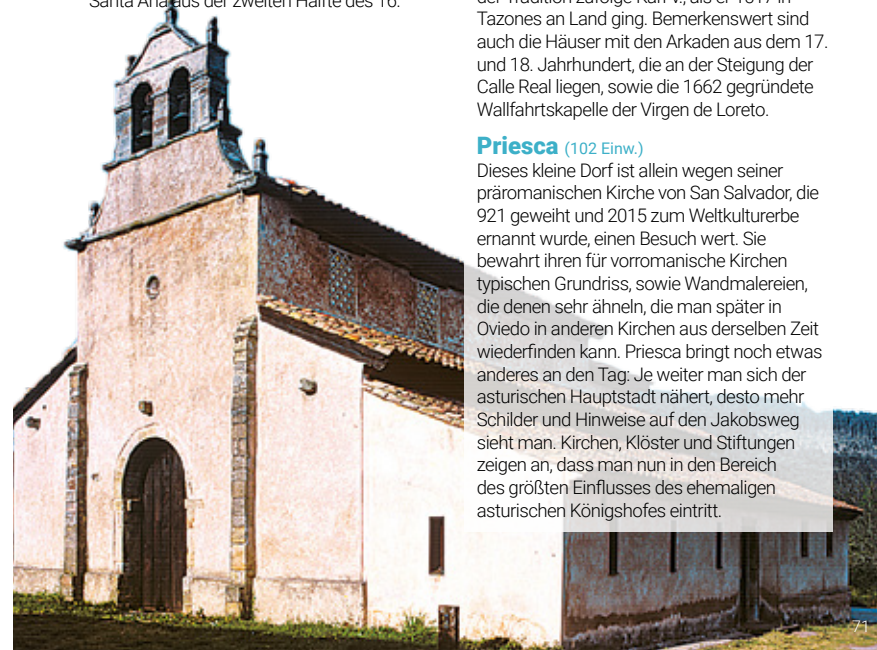 Santa Ana aus der zweiten Hälfte des 16.
der Tradition zufolge Karl V., als er 1517 in
Tazones an Land ging. Bemerkenswert sind
auch die Häuser mit den Arkaden aus dem 17.
und 18. Jahrhundert, die an der Steigung der
Calle Real liegen, sowie die 1662 gegründete
Wallfahrtskapelle der Virgen de Loreto.
Priesca (102 Einw.)
Dieses kleine Dorf ist allein wegen seiner
präromanischen Kirche von San Salvador, die
921 geweiht und 2015 zum Weltkulturerbe
ernannt wurde, einen Besuch wert. Sie
bewahrt ihren für vorromanische Kirchen
typischen Grundriss, sowie Wandmalereien,
die denen sehr ähneln, die man später in
Oviedo in anderen Kirchen aus derselben Zeit
wiederfinden kann. Priesca bringt noch etwas
anderes an den Tag: Je weiter man sich der
asturischen Hauptstadt nähert, desto mehr
Schilder und Hinweise auf den Jakobsweg
sieht man. Kirchen, Klöster und Stiftungen
zeigen an, dass man nun in den Bereich
des größten Einflusses des ehemaligen
asturischen Königshofes eintritt.
71